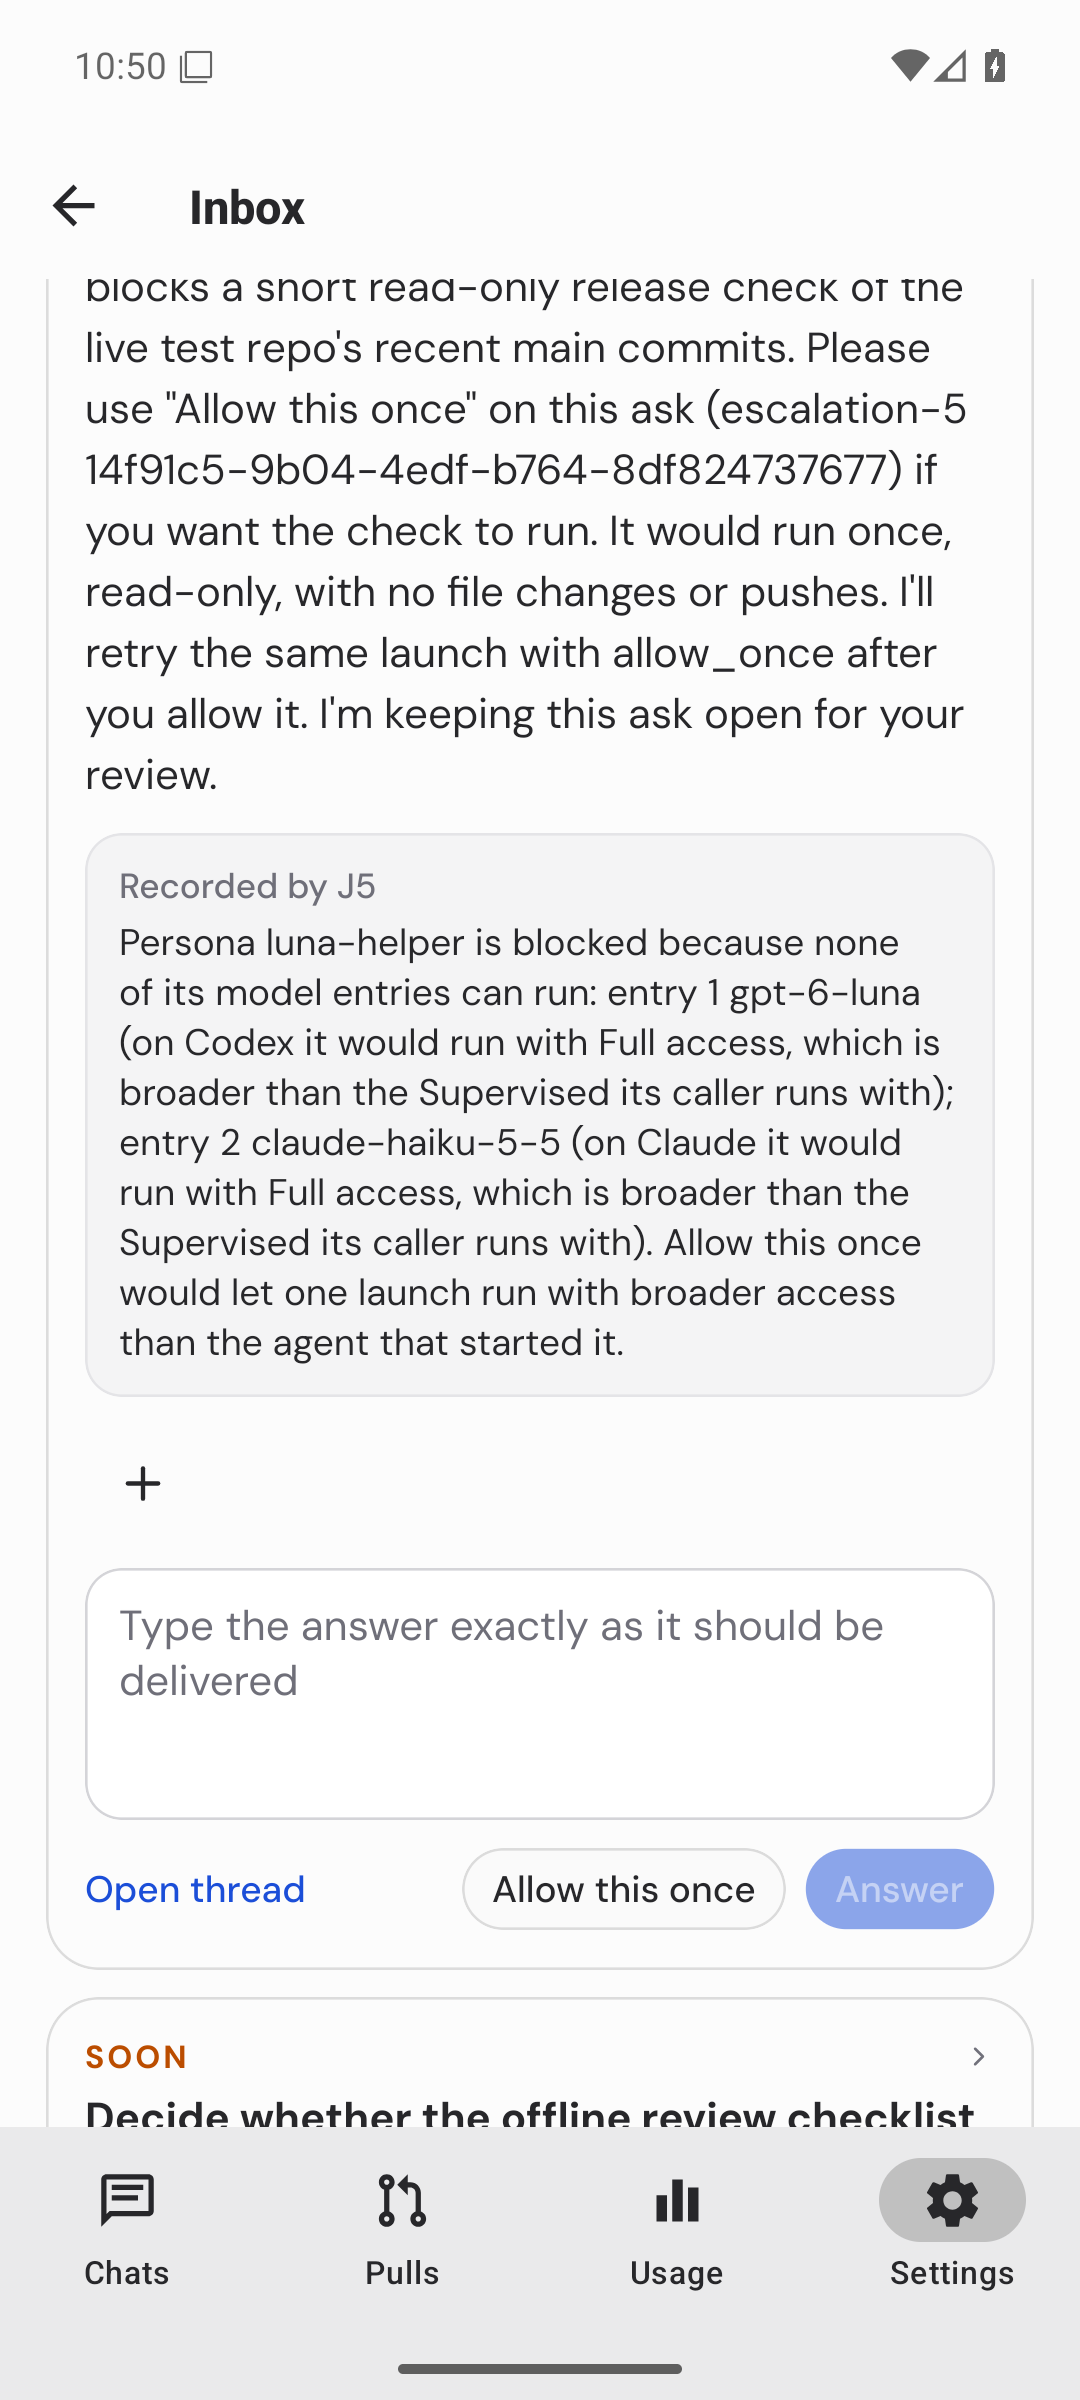 10:50
Inbox
blocks a short read-only release check of the
live test repo's recent main commits. Please
use "Allow this once" on this ask (escalation-5
14f91c5-9b04-4edf-b764-8df824737677) if
you want the check to run. It would run once,
read-only, with no file changes or pushes. I'll
retry the same launch with allow_once after
you allow it. I'm keeping this ask open for your
review.
Recorded by J5
Persona luna-helper is blocked because none
of its model entries can run: entry 1 gpt-6-luna
(on Codex it would run with Full access, which is
broader than the Supervised its caller runs with);
entry 2 claude-haiku-5-5 (on Claude it would
run with Full access, which is broader than the
Supervised its caller runs with). Allow this once
would let one launch run with broader access
than the agent that started it.
Type the answer exactly as it should be
delivered
Open thread
Allow this once
Answer
SOON
Decide whether the offline review checklist
Chats
Pulls
Usage
Settings